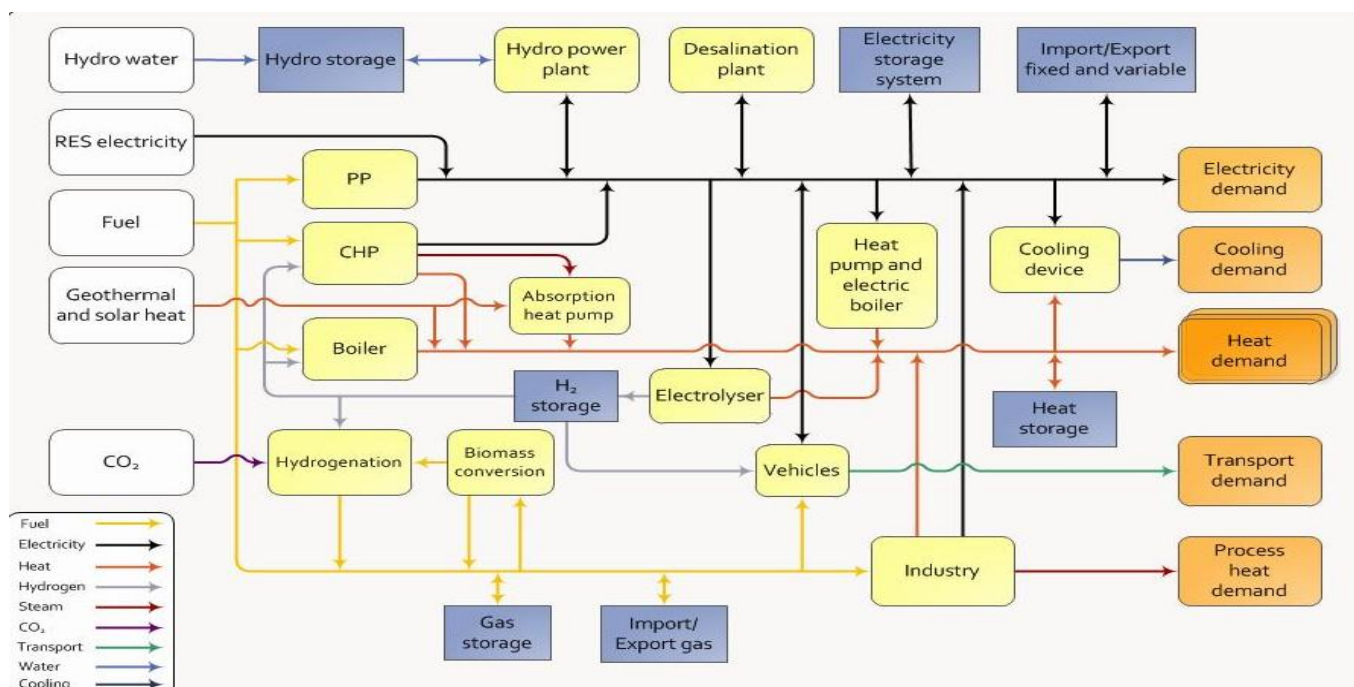 Hydro water
Hydro storage
Hydro power
plant
Desalination
plant
Electricity
storage
system
Import/Export
fixed and variable
RES electricity
PP
Electricity
demand
Fuel
CHP
Heat
pump and
electric
boiler
Cooling
device
Cooling
demand
Geothermal
and solar heat
Absorption
heat pump
Boiler
Heat
demand
H₂
storage
Electrolyser
Heat
storage
CO₂
Hydrogenation
Biomass
conversion
Vehicles
Transport
demand
Industry
Process
heat
demand
Gas
storage
Import/
Export gas
Fuel
Electricity
Heat
Hydrogen
Steam
CO₂
Transport
Water
Cooling